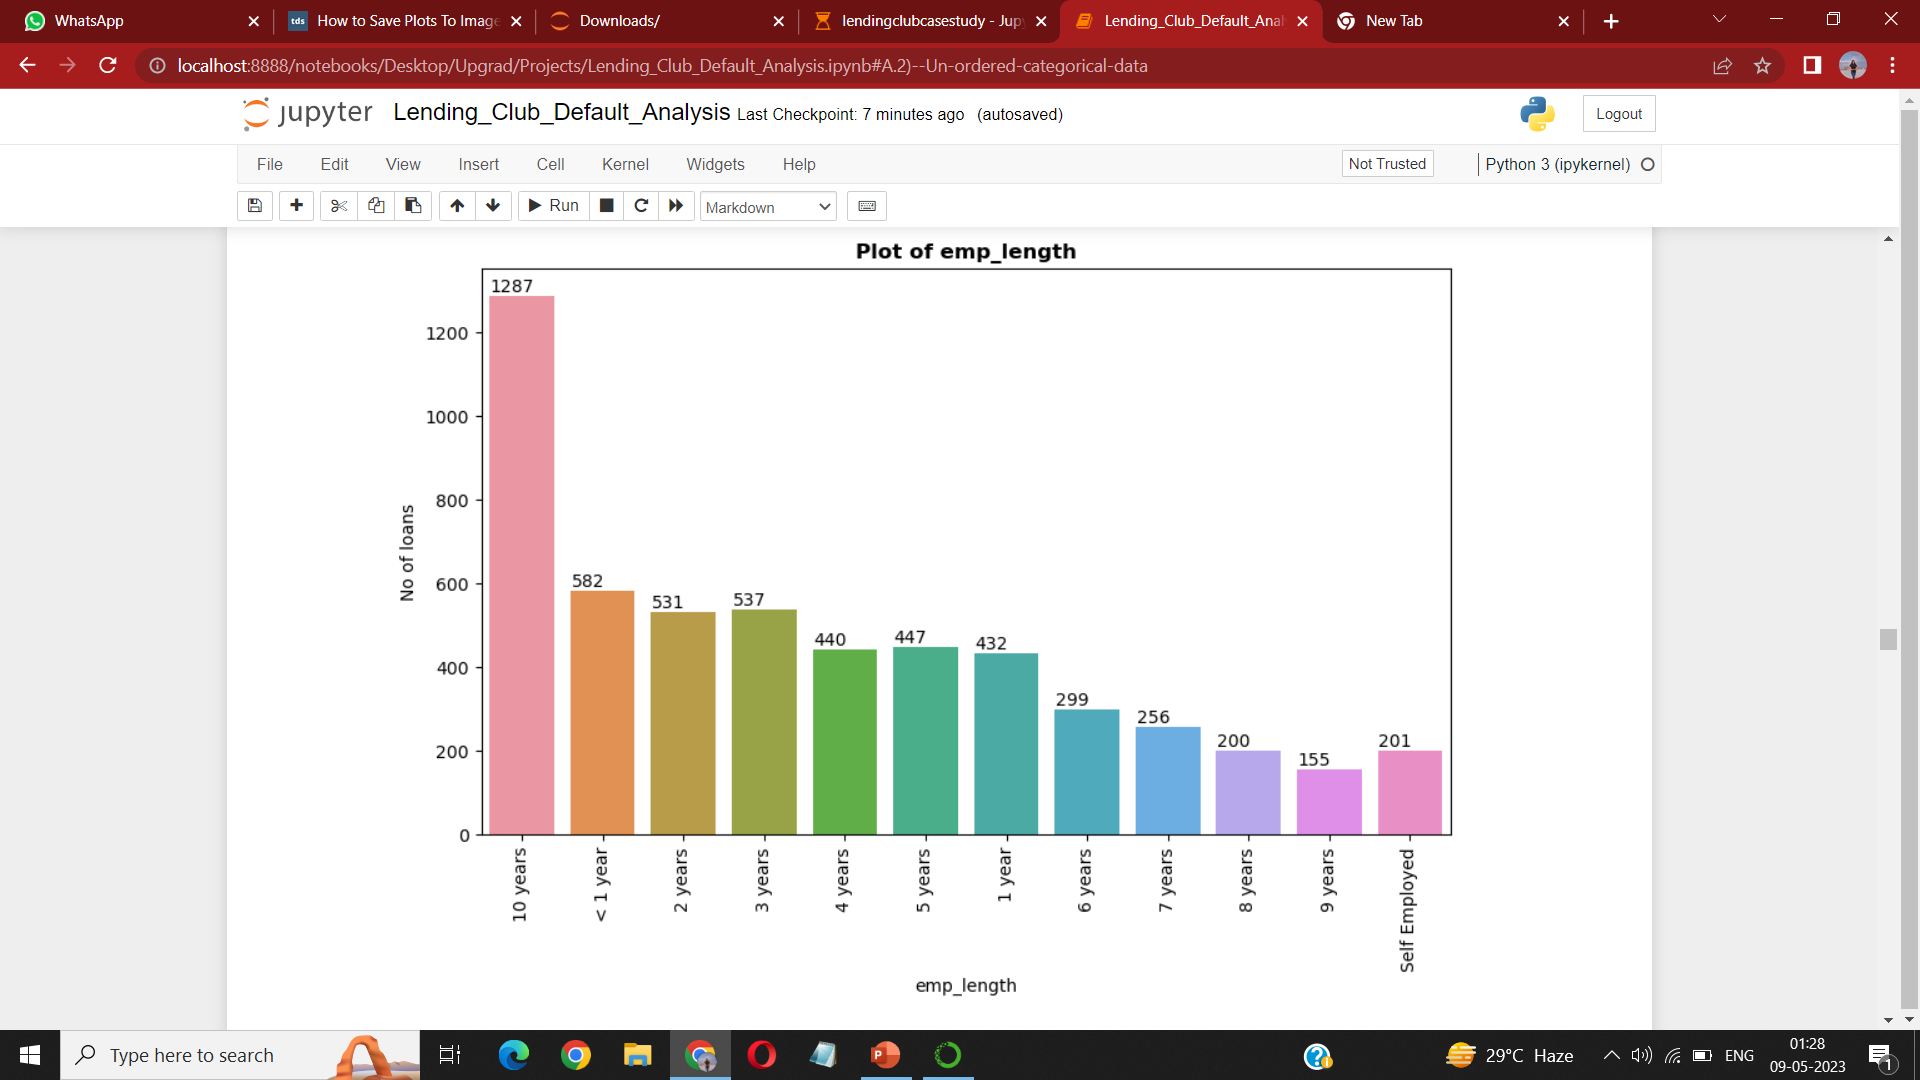 WhatsApp
tds How to Save Plots To Image
Downloads/
lendingclubcasestudy - Jup
Lending_Club_Default_Anal
New Tab
localhost:8888/notebooks/Desktop/Upgrad/Projects/Lending_Club_Default_Analysis.ipynb#A.2)--Un-ordered-categorical-data
jupyter Lending_Club_Default_Analysis Last Checkpoint: 7 minutes ago (autosaved)
Logout
File Edit View Insert Cell Kernel Widgets Help
Not Trusted
Python 3 (ipykernel)
Run
Markdown
Plot of emp_length
1287
582
531
537
440
447
432
299
256
200
155
201
1200
1000
800
600
400
200
0
No of loans
10 years
< 1 year
2 years
3 years
4 years
5 years
1 year
6 years
7 years
8 years
9 years
Self Employed
emp_length
Type here to search
P
29°C Haze
ENG
01:28
09-05-2023
1